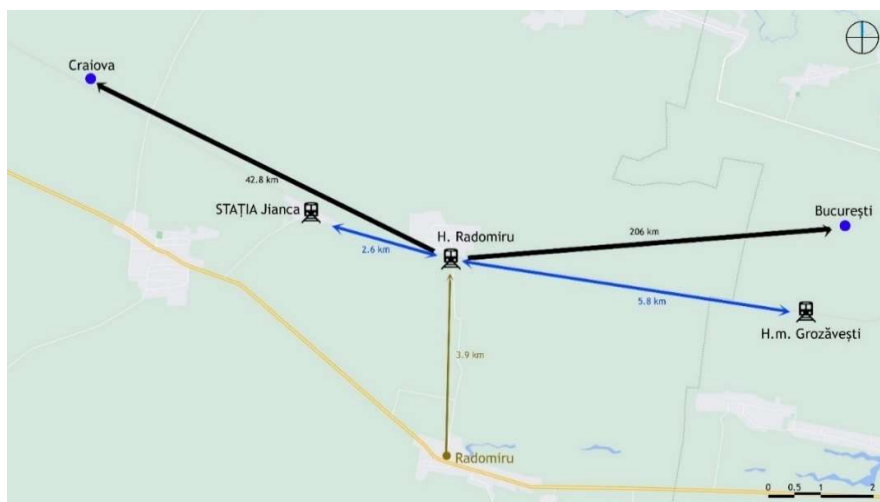 Craiova
42.8 km
STAȚIA Jianca
H. Radomiru
București
206 km
2.6 km
5.8 km
H.m. Grozăvești
3.9 km
Radomiru
0 0.5 1 2